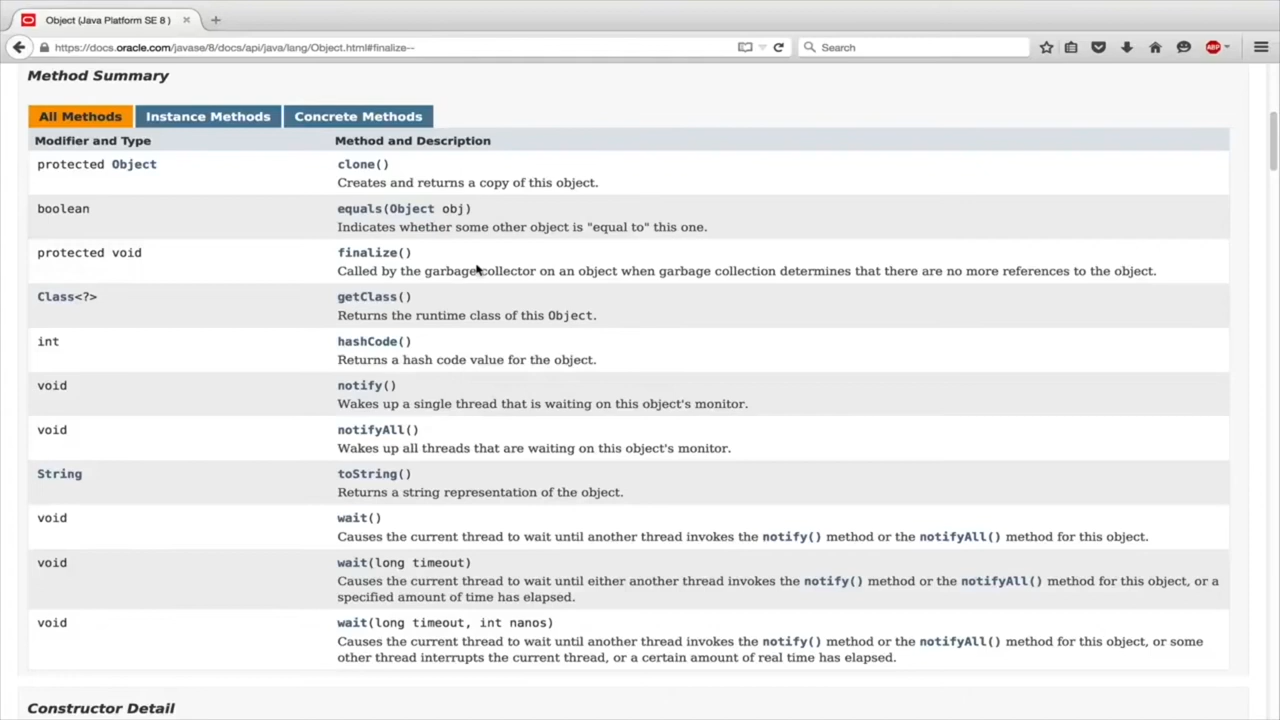 Object (Java Platform SE 8 )
https://docs.oracle.com/javase/8/docs/api/java/lang/Object.html#finalize--
Search
ABP
Method Summary
All Methods Instance Methods Concrete Methods
Modifier and Type Method and Description
protected Object clone()
Creates and returns a copy of this object.
boolean equals(Object obj)
Indicates whether some other object is "equal to" this one.
protected void finalize()
Called by the garbage collector on an object when garbage collection determines that there are no more references to the object.
Class<?> getClass()
Returns the runtime class of this Object.
int hashCode()
Returns a hash code value for the object.
void notify()
Wakes up a single thread that is waiting on this object's monitor.
void notifyAll()
Wakes up all threads that are waiting on this object's monitor.
String toString()
Returns a string representation of the object.
void wait()
Causes the current thread to wait until another thread invokes the notify() method or the notifyAll() method for this object.
void wait(long timeout)
Causes the current thread to wait until either another thread invokes the notify() method or the notifyAll() method for this object, or a
specified amount of time has elapsed.
void wait(long timeout, int nanos)
Causes the current thread to wait until another thread invokes the notify() method or the notifyAll() method for this object, or some
other thread interrupts the current thread, or a certain amount of real time has elapsed.
Constructor Detail